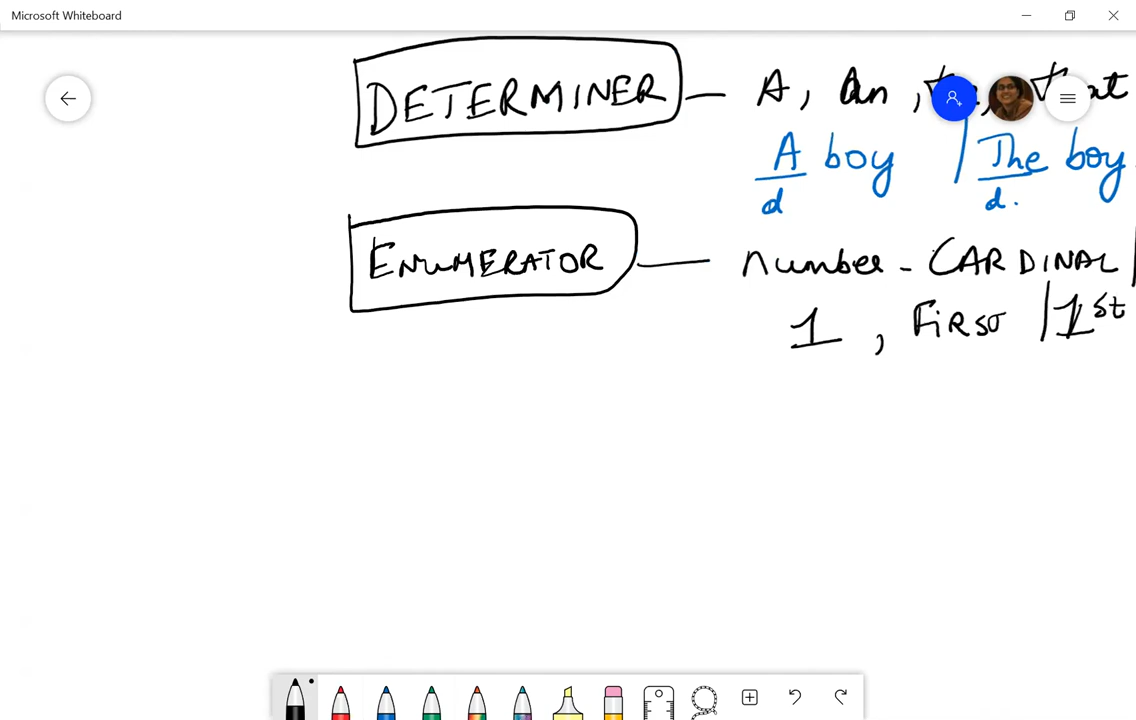 Microsoft Whiteboard
DETERMINER — A, An,
A boy / The boy
d d.
ENUMERATOR — number - CARDINAL /
1, FIRST / 1st